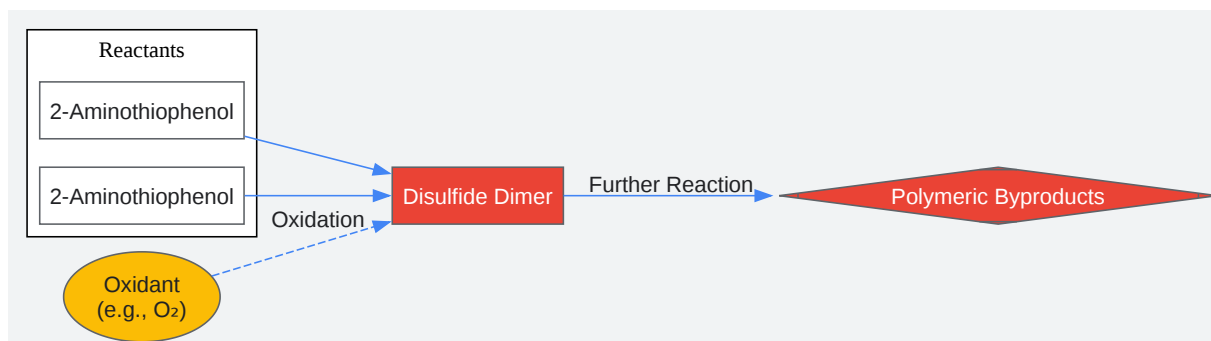 Reactants
2-Aminothiophenol
2-Aminothiophenol
Oxidation
Oxidant
(e.g., O₂)
Disulfide Dimer
Further Reaction
Polymeric Byproducts